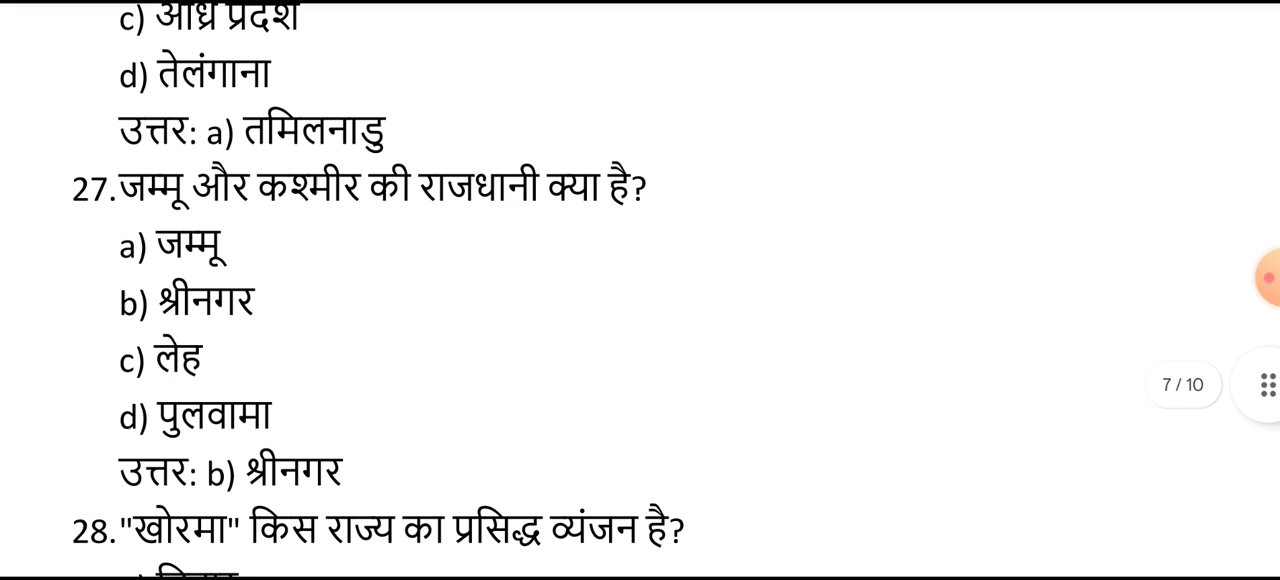 c) आंध्र प्रदेश
d) तेलंगाना
उत्तर: a) तमिलनाडु
27.जम्मू और कश्मीर की राजधानी क्या है?
a) जम्मू
b) श्रीनगर
c) लेह
7 / 10
d) पुलवामा
उत्तर: b) श्रीनगर
28."खोरमा" किस राज्य का प्रसिद्ध व्यंजन है?